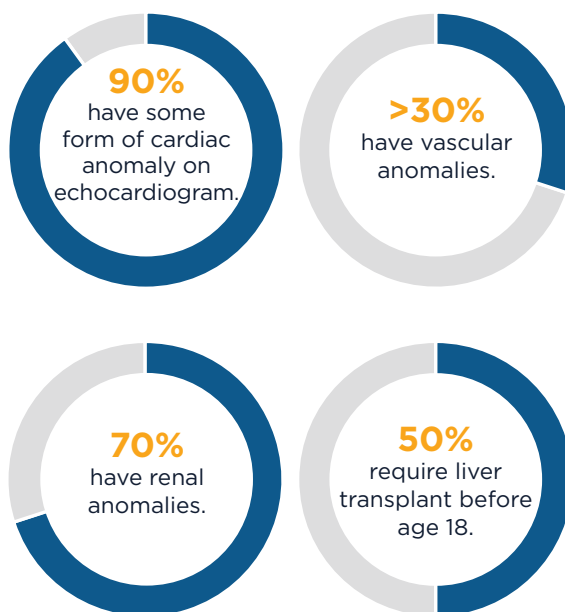 90%
have some
form of cardiac
anomaly on
echocardiogram.
>30%
have vascular
anomalies.
70%
have renal
anomalies.
50%
require liver
transplant before
age 18.